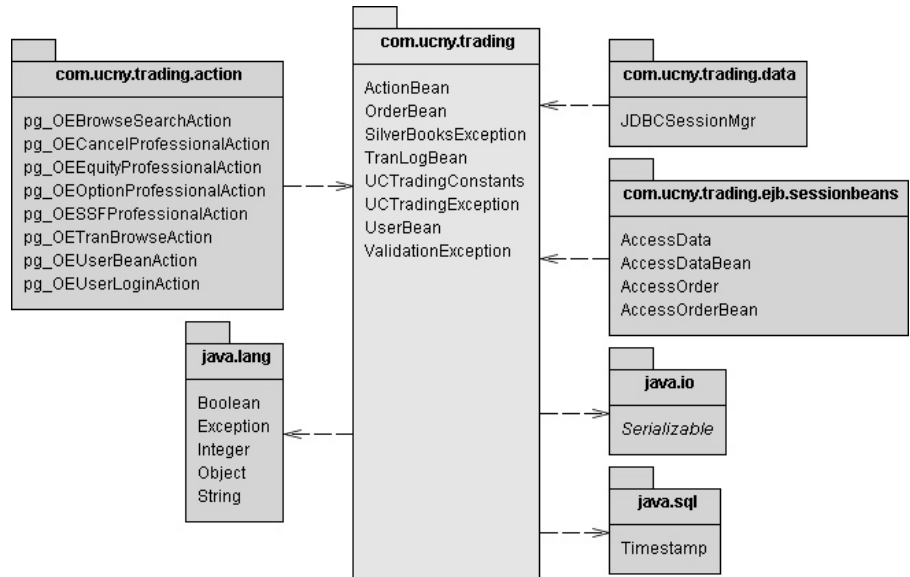 com.ucny.trading.action
pg_OEBrowseSearchAction
pg_OECancelProfessionalAction
pg_OEEquityProfessionalAction
pg_OEOptionProfessionalAction
pg_OESSFProfessionalAction
pg_OETranBrowseAction
pg_OEUserBeanAction
pg_OEUserLoginAction
java.lang
Boolean
Exception
Integer
Object
String
com.ucny.trading
ActionBean
OrderBean
SilverBooksException
TranLogBean
UCTradingConstants
UCTradingException
UserBean
ValidationException
com.ucny.trading.data
JDBCSessionMgr
com.ucny.trading.ejb.sessionbeans
AccessData
AccessDataBean
AccessOrder
AccessOrderBean
java.io
Serializable
java.sql
Timestamp